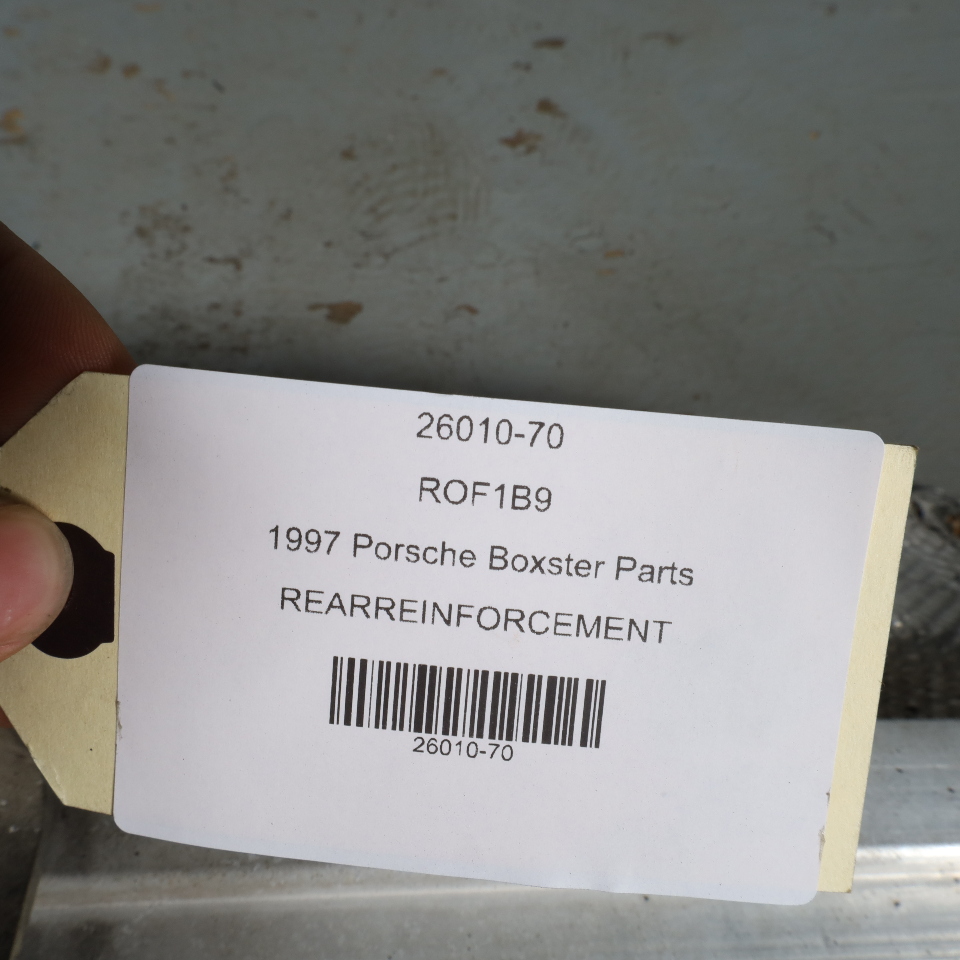 26010-70
ROF1B9
1997 Porsche Boxster Parts
REARREINFORCEMENT
26010-70